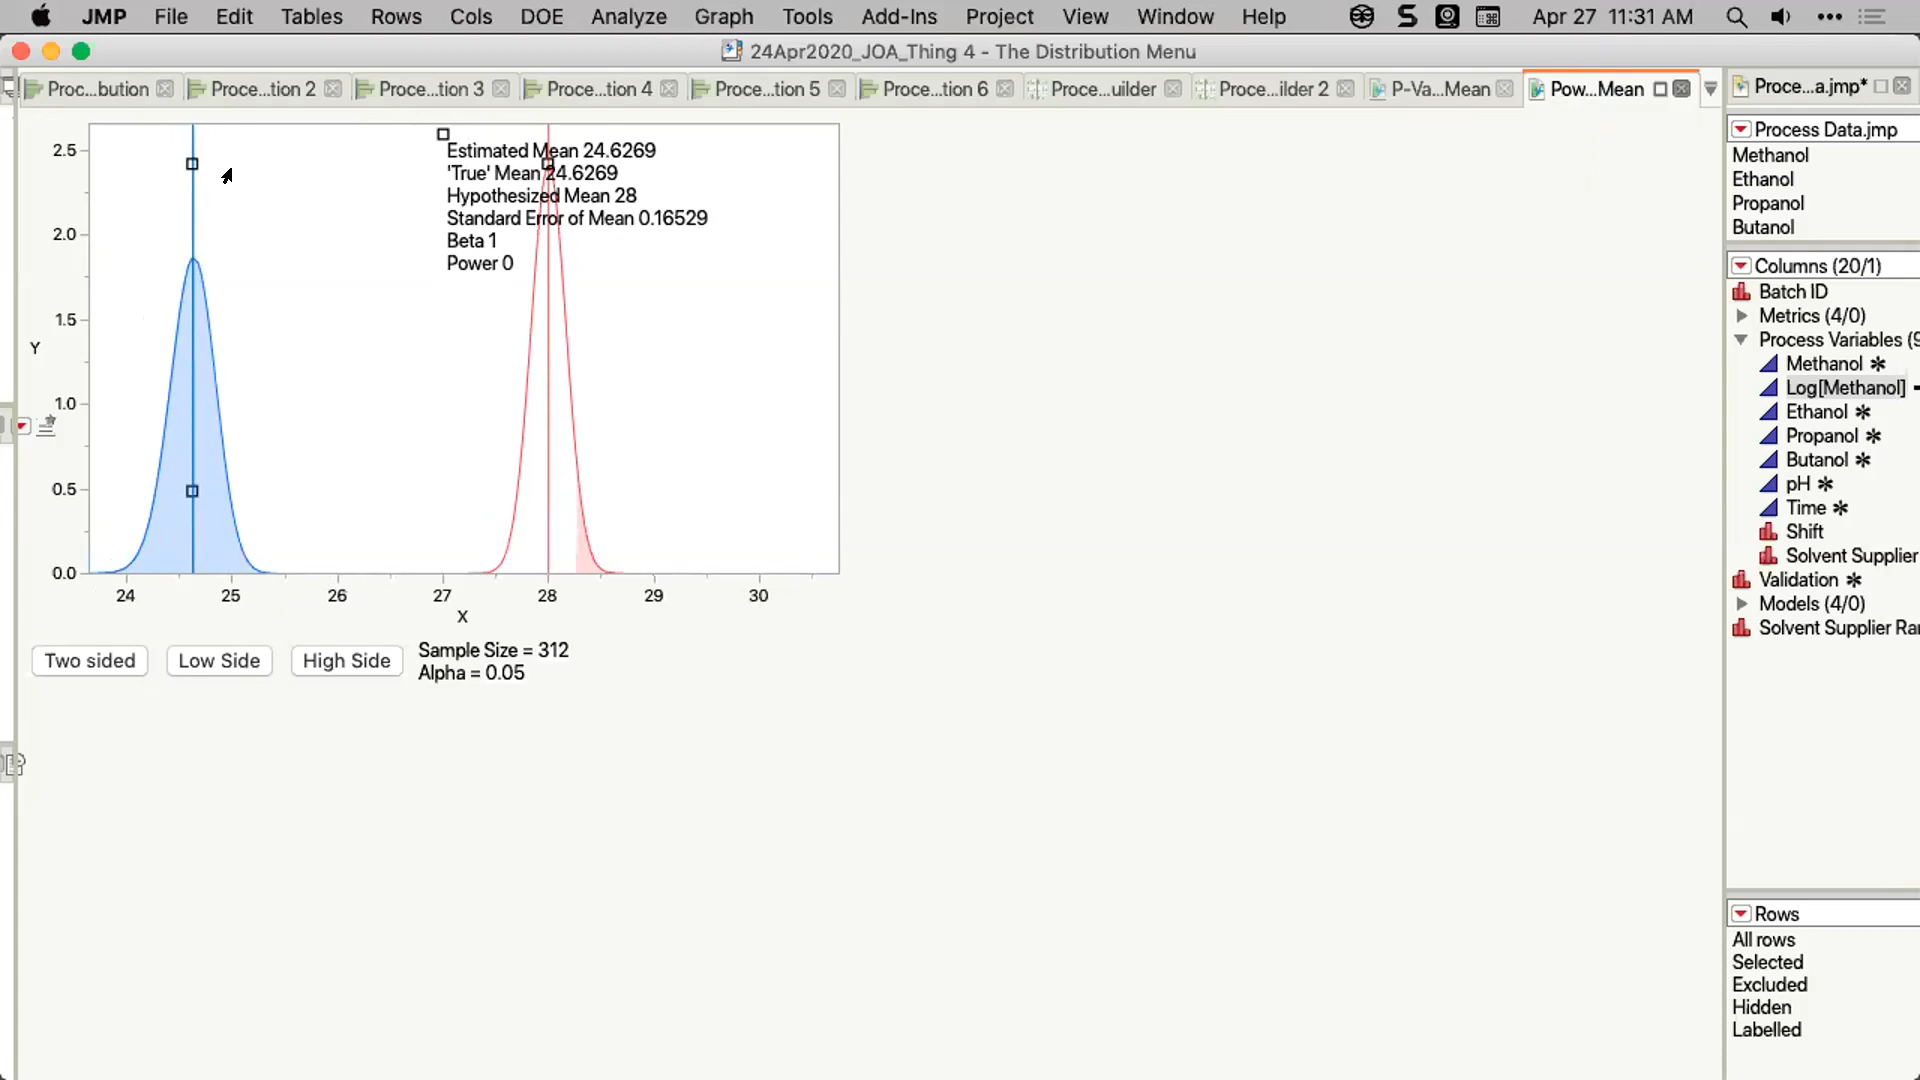 JMP File Edit Tables Rows Cols DOE Analyze Graph Tools Add-Ins Project View Window Help Apr 27 11:31 AM
24Apr2020_JOA_Thing 4 - The Distribution Menu
Proc...bution Proce...tion 2 Proce...tion 3 Proce...tion 4 Proce...tion 5 Proce...tion 6 Proce...uilder Proce...ilder 2 P-Va...Mean Pow...Mean
Proce...a.jmp*
Estimated Mean 24.6269
'True' Mean 24.6269
Hypothesized Mean 28
Standard Error of Mean 0.16529
Beta 1
Power 0
2.5
2.0
1.5
1.0
0.5
0.0
Y
24 25 26 27 28 29 30
X
Two sided Low Side High Side
Sample Size = 312
Alpha = 0.05
Process Data.jmp
Methanol
Ethanol
Propanol
Butanol
Columns (20/1)
Batch ID
Metrics (4/0)
Process Variables (9
Methanol *
Log[Methanol]
Ethanol *
Propanol *
Butanol *
pH *
Time *
Shift
Solvent Supplier
Validation *
Models (4/0)
Solvent Supplier Ra
Rows
All rows
Selected
Excluded
Hidden
Labelled